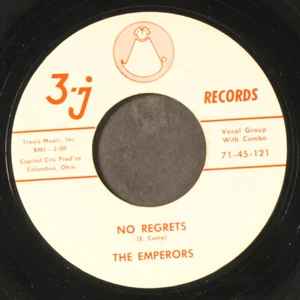 3-j
RECORDS
Travis Music, Inc.
BMI - 2:00
Capitol City Prod'ns
Columbus, Ohio
Vocal Group
With Combo
71-45-121
NO REGRETS
(E. Camp)
THE EMPERORS